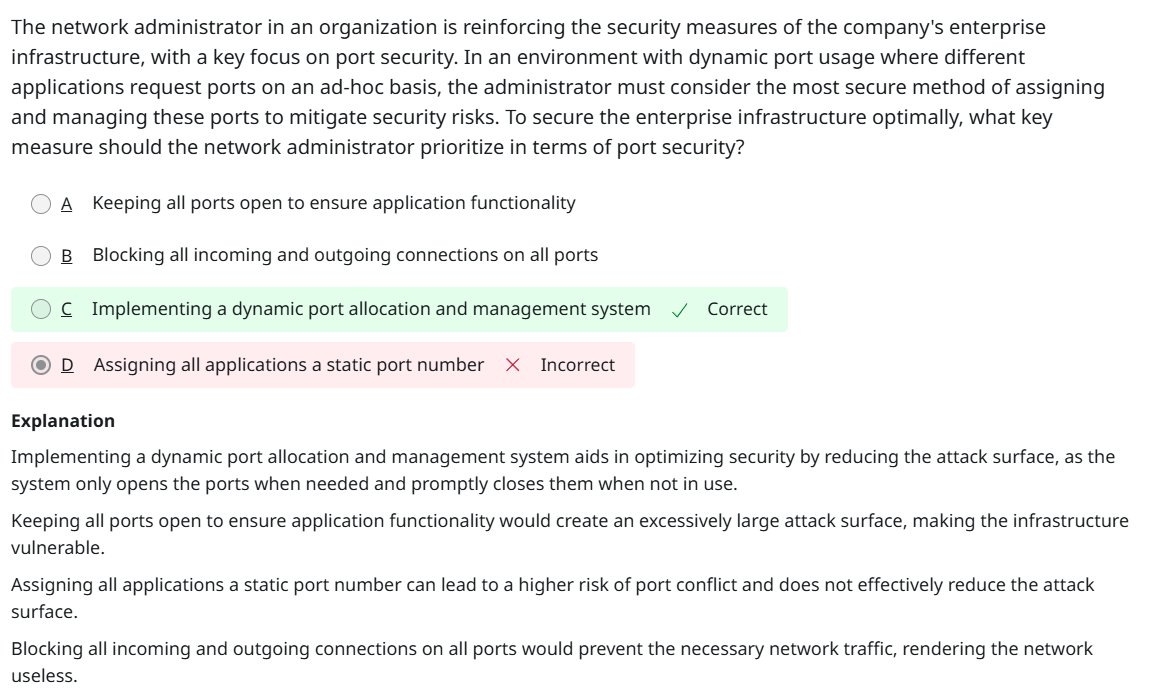 The network administrator in an organization is reinforcing the security measures of the company's enterprise
infrastructure, with a key focus on port security. In an environment with dynamic port usage where different
applications request ports on an ad-hoc basis, the administrator must consider the most secure method of assigning
and managing these ports to mitigate security risks. To secure the enterprise infrastructure optimally, what key
measure should the network administrator prioritize in terms of port security?
A Keeping all ports open to ensure application functionality
B Blocking all incoming and outgoing connections on all ports
C Implementing a dynamic port allocation and management system ✓ Correct
D Assigning all applications a static port number ✕ Incorrect
Explanation
Implementing a dynamic port allocation and management system aids in optimizing security by reducing the attack surface, as the
system only opens the ports when needed and promptly closes them when not in use.
Keeping all ports open to ensure application functionality would create an excessively large attack surface, making the infrastructure
vulnerable.
Assigning all applications a static port number can lead to a higher risk of port conflict and does not effectively reduce the attack
surface.
Blocking all incoming and outgoing connections on all ports would prevent the necessary network traffic, rendering the network
useless.